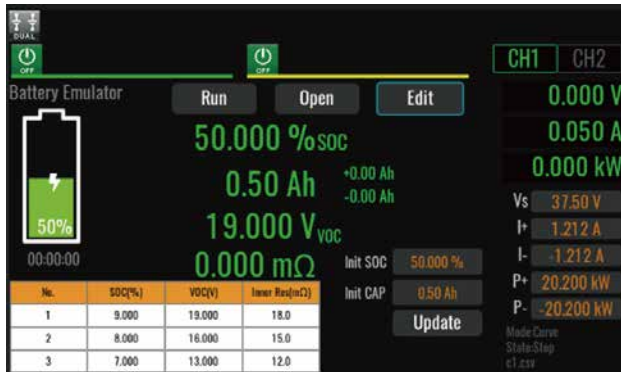 DUAL
OFF OFF
CH1 CH2
Battery Emulator Run Open Edit
0.000 V
0.050 A
0.000 kW
50.000 % SOC
0.50 Ah +0.00 Ah
-0.00 Ah
19.000 V VOC
0.000 mΩ
50%
00:00:00
Init SOC 50.000 %
Init CAP 0.50 Ah
Update
No. SOC(%) VOC(V) Inner Res(mΩ)
1 9.000 19.000 18.0
2 8.000 16.000 15.0
3 7.000 13.000 12.0
Vs 37.50 V
I+ 1.212 A
I- -1.212 A
P+ 20.200 kW
P- -20.200 kW
Mode:Curve
State:Stop
c1.csv